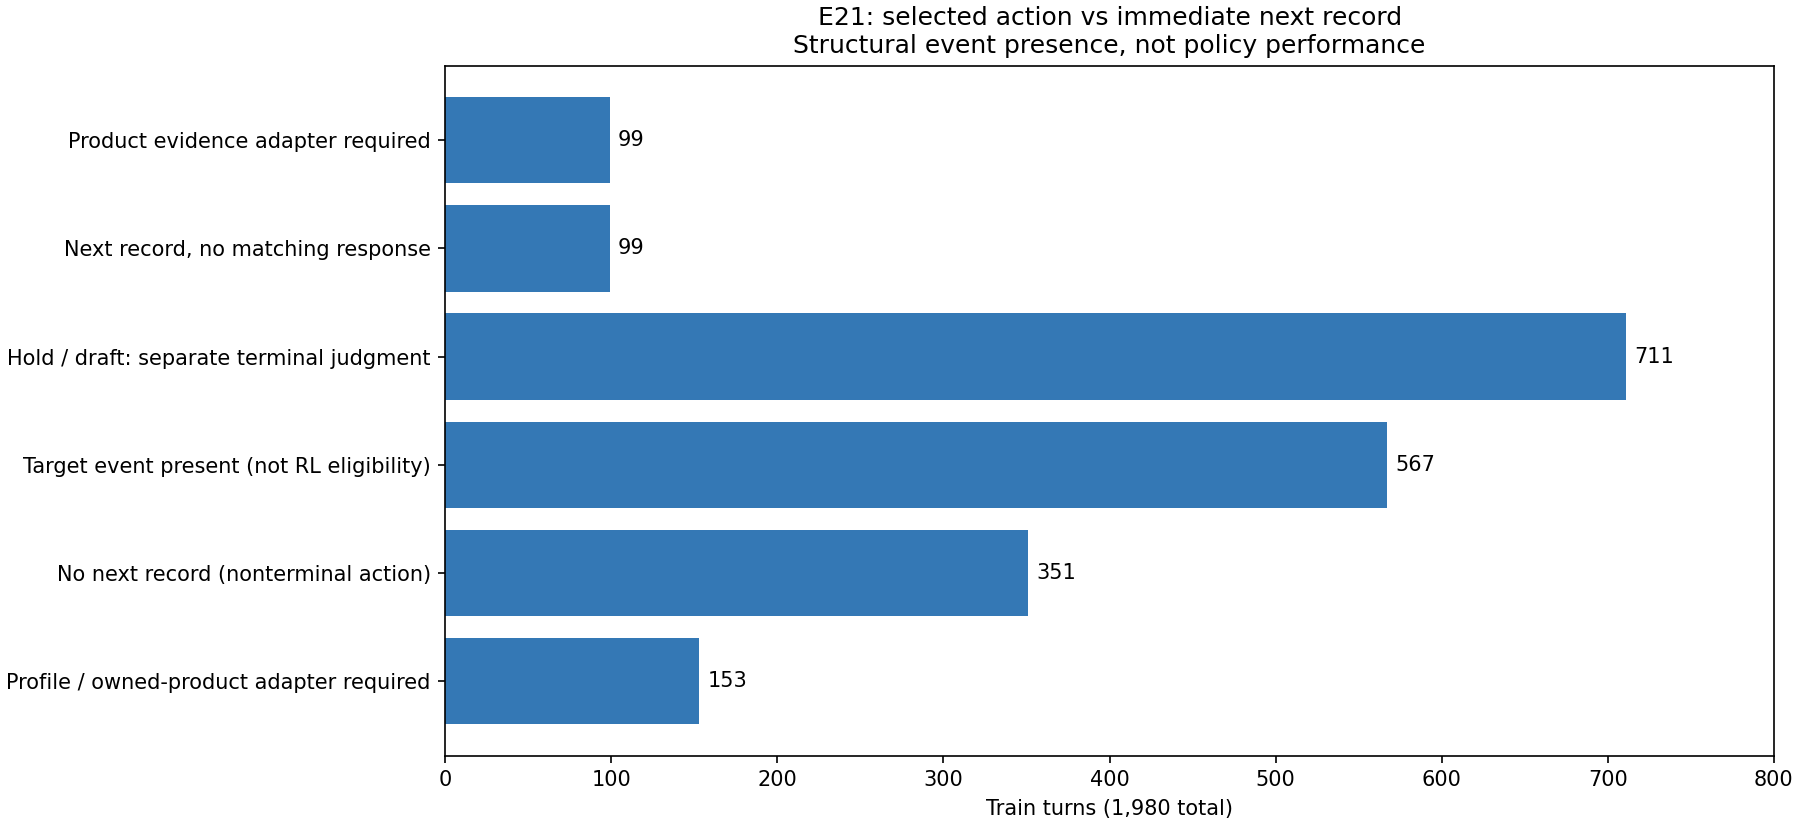 E21: selected action vs immediate next record
Structural event presence, not policy performance
Product evidence adapter required
99
Next record, no matching response
99
Hold / draft: separate terminal judgment
711
Target event present (not RL eligibility)
567
No next record (nonterminal action)
351
Profile / owned-product adapter required
153
0 100 200 300 400 500 600 700 800
Train turns (1,980 total)